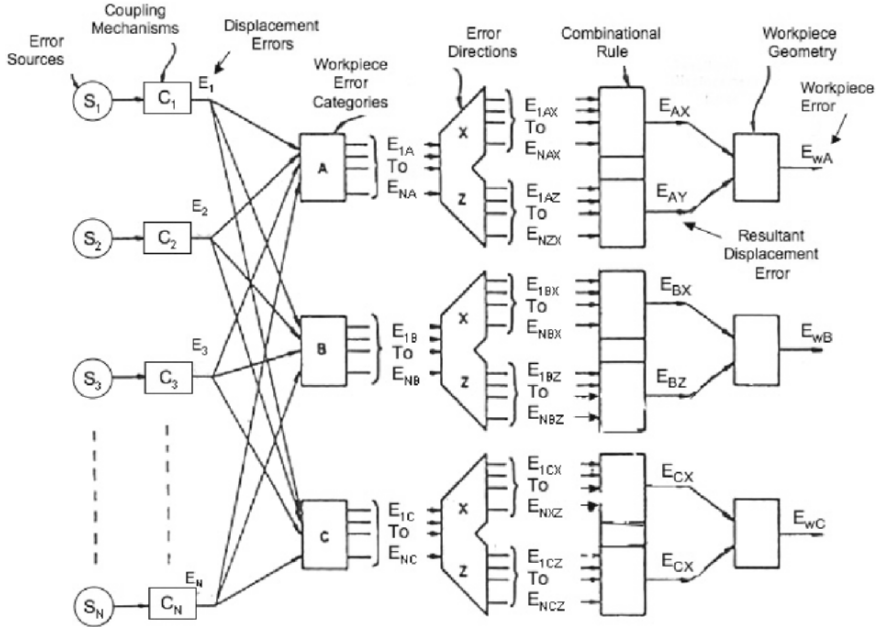 Coupling
Mechanisms
Error
Sources
Displacement
Errors
Workpiece
Error
Categories
Error
Directions
Combinational
Rule
Workpiece
Geometry
Workpiece
Error
S1
C1
E1
A
E1A
To
ENA
X
Z
E1AX
To
ENAX
E1AZ
To
ENZX
EAX
EAY
EwA
Resultant
Displacement
Error
S2
C2
E2
B
E1B
To
ENB
X
Z
E1BX
To
ENBX
E1BZ
To
ENBZ
EBX
EBZ
EwB
S3
C3
E3
C
E1C
To
ENC
X
Z
E1CX
To
NXZ
E1CZ
To
ENCZ
ECX
ECX
EwC
SN
CN
EN